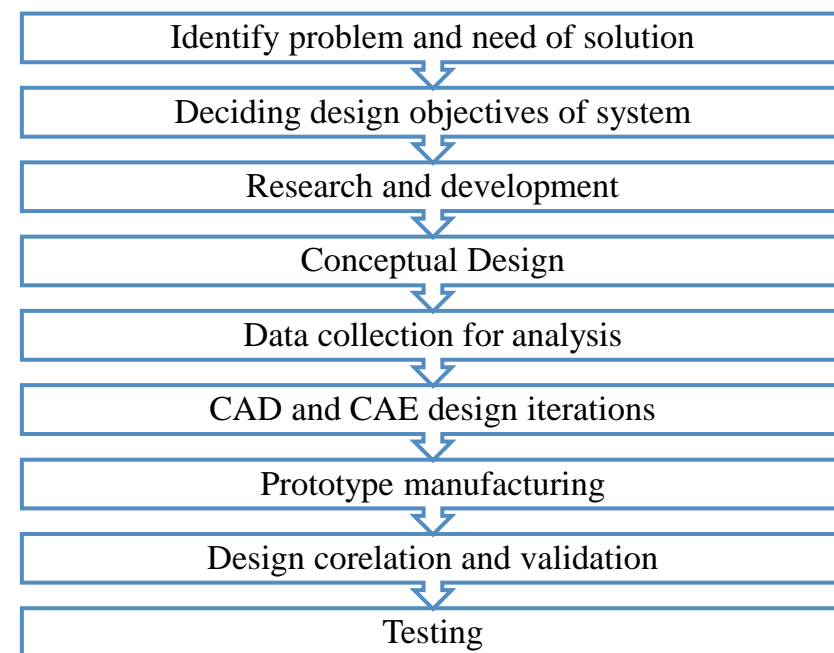 Identify problem and need of solution
Deciding design objectives of system
Research and development
Conceptual Design
Data collection for analysis
CAD and CAE design iterations
Prototype manufacturing
Design corelation and validation
Testing